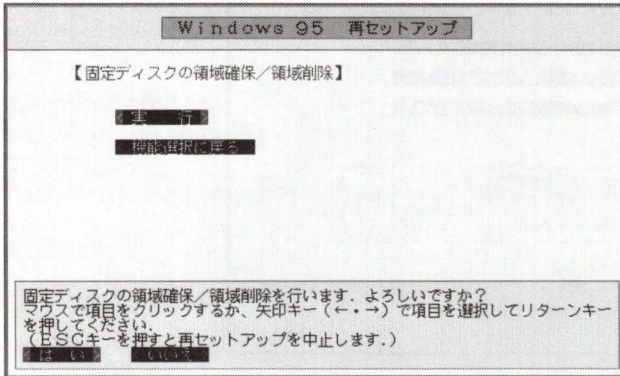 Windows 95 再セットアップ
【固定ディスクの領域確保／領域削除】
実 行
機能選択に戻る
固定ディスクの領域確保／領域削除を行います．よろしいですか？
マウスで項目をクリックするか、矢印キー（←・→）で項目を選択してリターンキー
を押してください．
（ＥＳＣキーを押すと再セットアップを中止します．）
は い いいえ